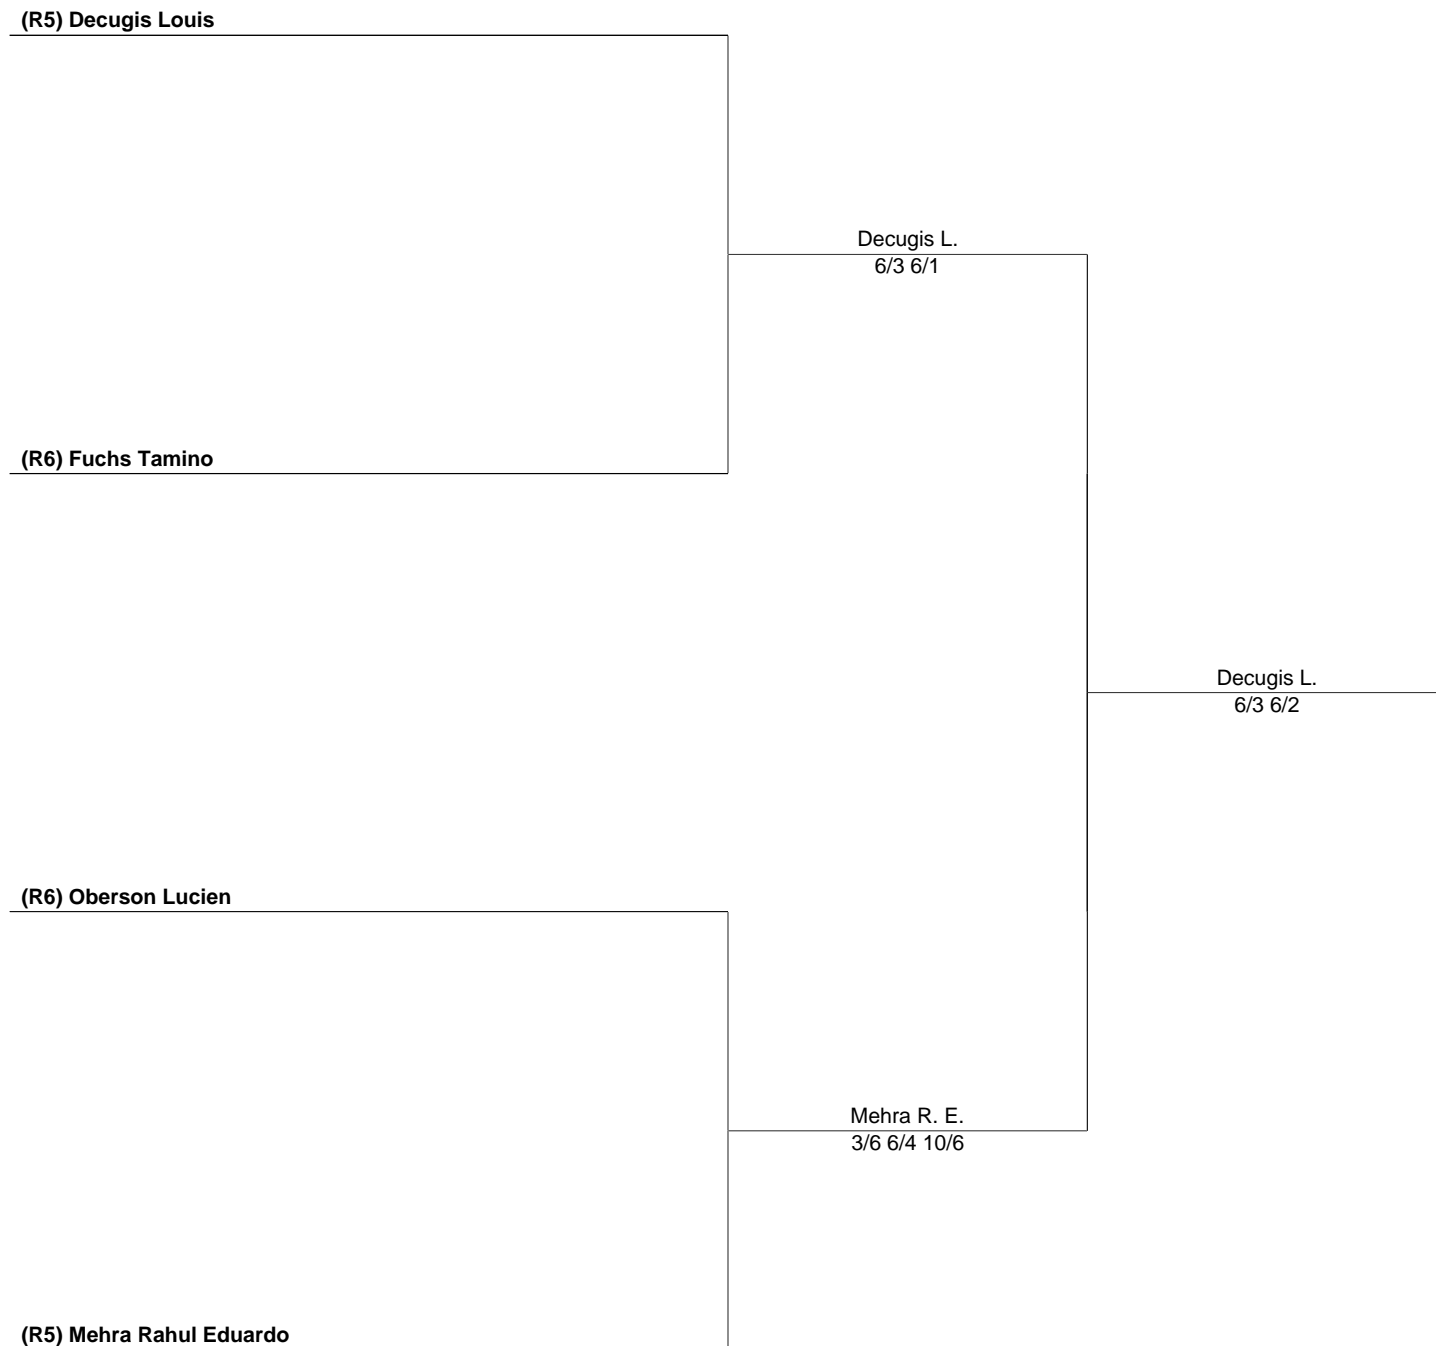 (R5) Decugis Louis
Decugis L.
6/3 6/1
(R6) Fuchs Tamino
Decugis L.
6/3 6/2
(R6) Oberson Lucien
Mehra R. E.
3/6 6/4 10/6
(R5) Mehra Rahul Eduardo